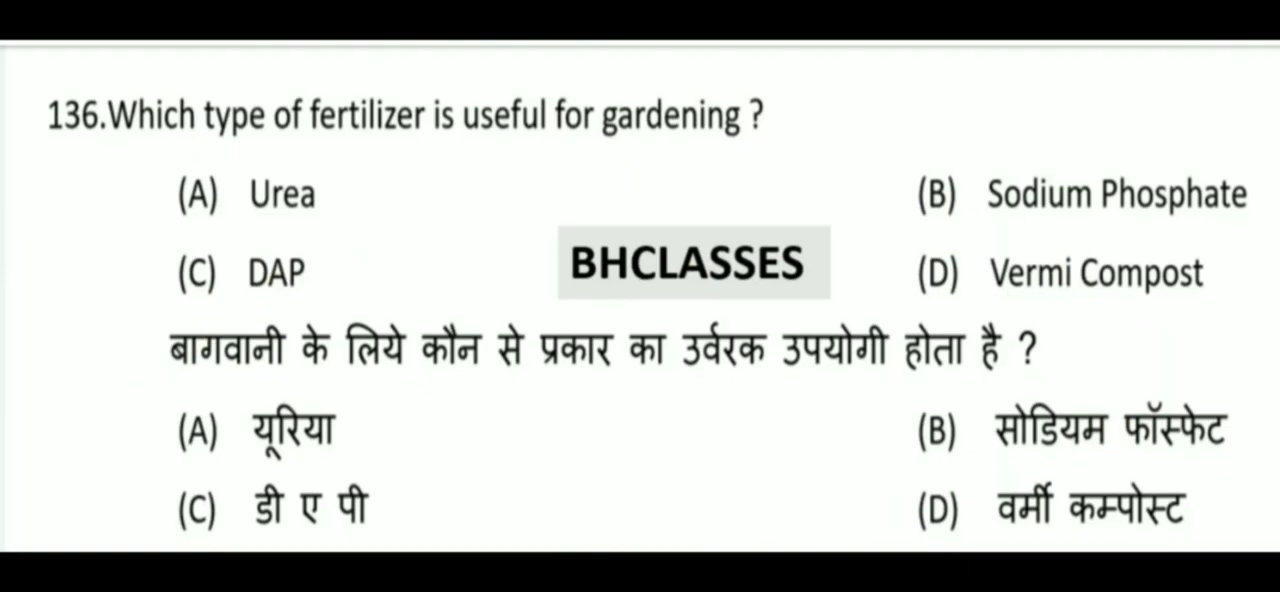 136.Which type of fertilizer is useful for gardening ?
(A) Urea (B) Sodium Phosphate
(C) DAP (D) Vermi Compost
BHCLASSES
बागवानी के लिये कौन से प्रकार का उर्वरक उपयोगी होता है ?
(A) यूरिया (B) सोडियम फॉस्फेट
(C) डी ए पी (D) वर्मी कम्पोस्ट